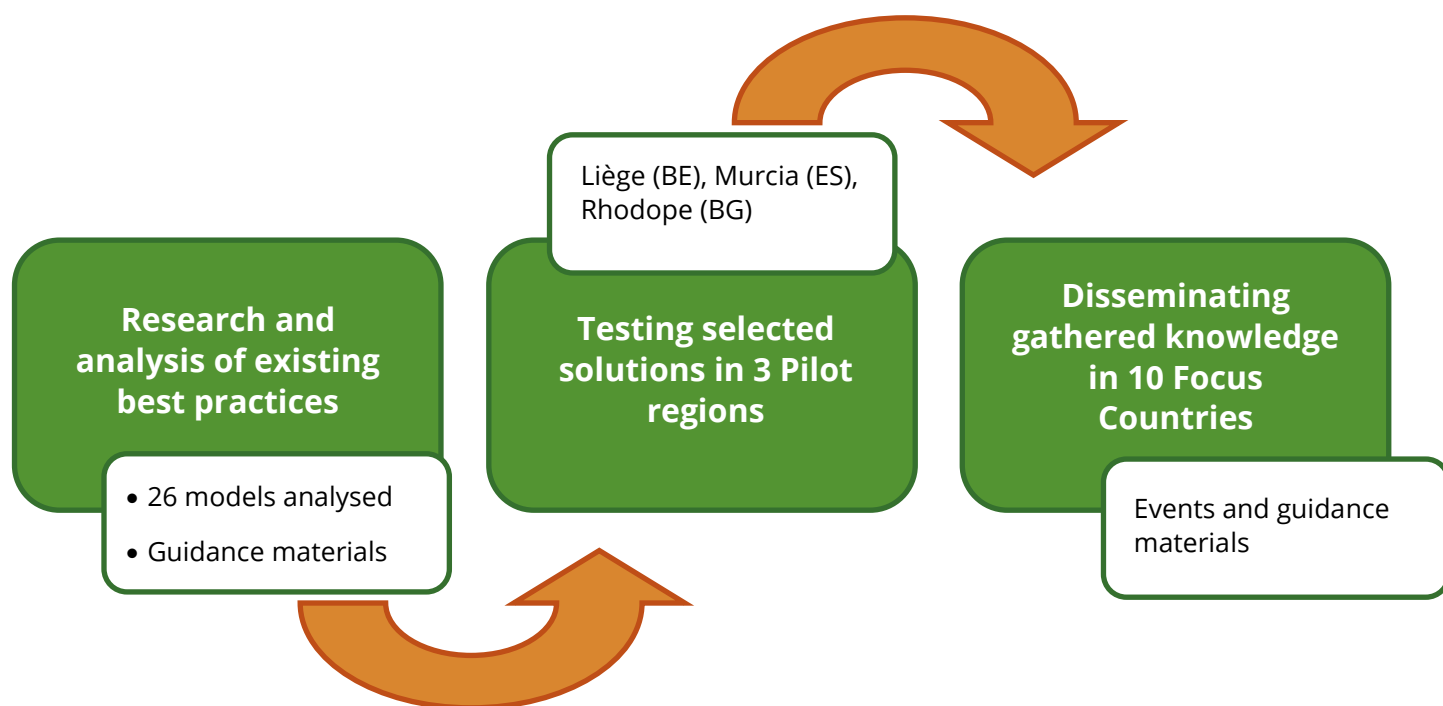 Research and
analysis of existing
best practices
• 26 models analysed
• Guidance materials
Liège (BE), Murcia (ES),
Rhodope (BG)
Testing selected
solutions in 3 Pilot
regions
Disseminating
gathered knowledge
in 10 Focus
Countries
Events and guidance
materials